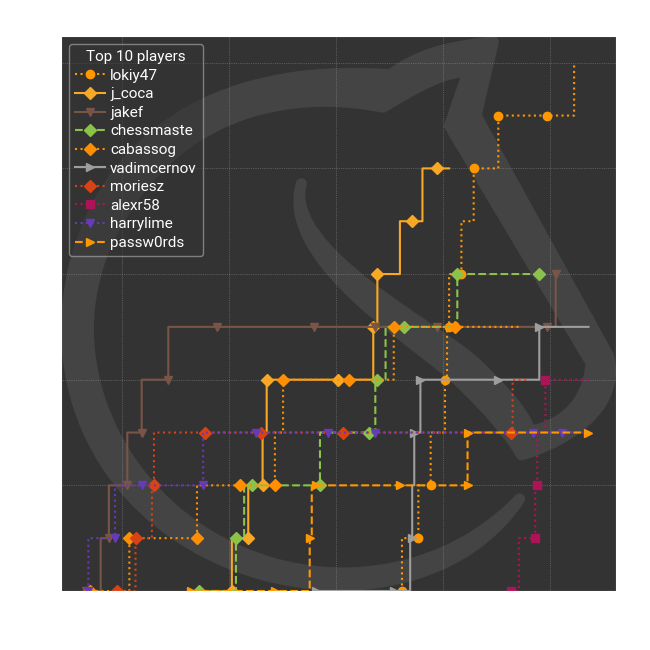 Top 10 players
lokiy47
j_coca
jakef
chessmaste
cabassog
vadimcernov
moriesz
alexr58
harrylime
passw0rds